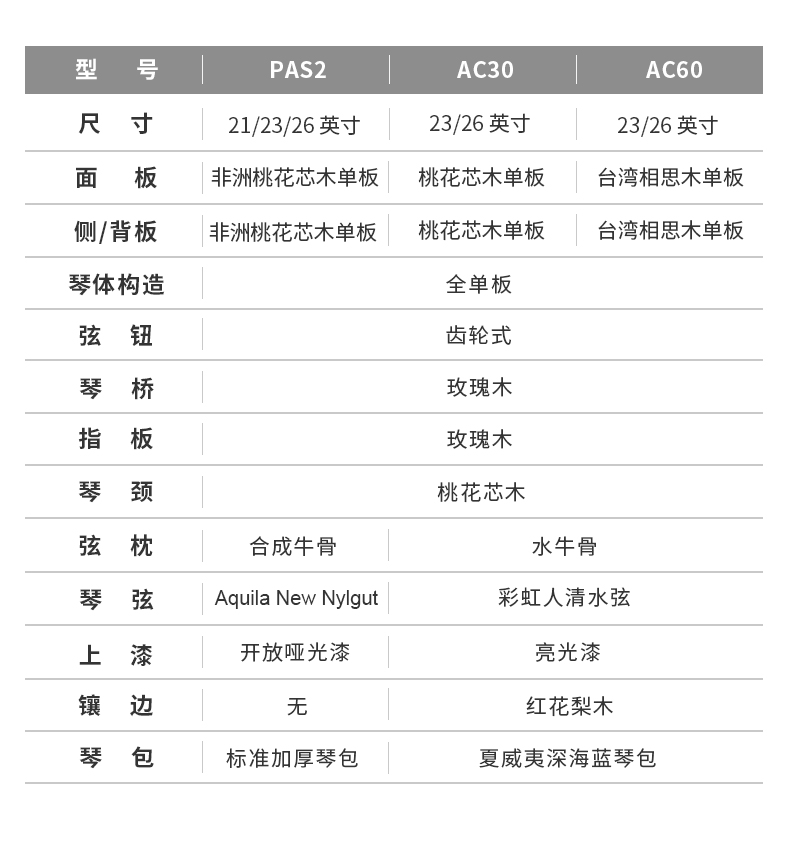 型 号 PAS2 AC30 AC60
尺 寸 21/23/26 英寸 23/26 英寸 23/26 英寸
面 板 非洲桃花芯木单板 桃花芯木单板 台湾相思木单板
侧/背板 非洲桃花芯木单板 桃花芯木单板 台湾相思木单板
琴体构造 全单板
弦 钮 齿轮式
琴 桥 玫瑰木
指 板 玫瑰木
琴 颈 桃花芯木
弦 枕 合成牛骨 水牛骨
琴 弦 Aquila New Nylgut 彩虹人清水弦
上 漆 开放哑光漆 亮光漆
镶 边 无 红花梨木
琴 包 标准加厚琴包 夏威夷深海蓝琴包